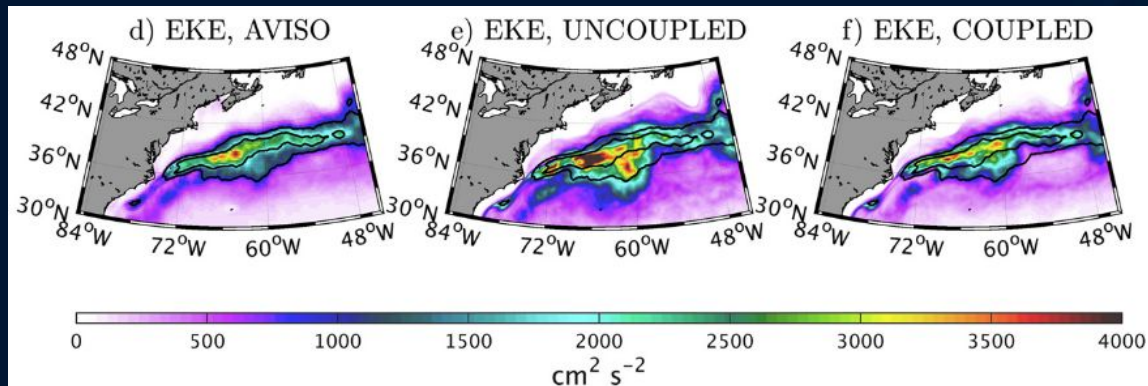 d) EKE, AVISO
e) EKE, UNCOUPLED
f) EKE, COUPLED
48°N
42°N
36°N
30°N
84°W
72°W
60°W
48°W
48°N
42°N
36°N
30°N
84°W
72°W
60°W
48°W
48°N
42°N
36°N
30°N
84°W
72°W
60°W
48°W
0 500 1000 1500 2000 2500 3000 3500 4000
cm² s⁻²